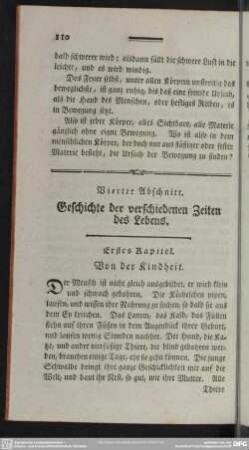 110
bald schwerer wird; alsdann fällt die schwere Luft in die
leichte, und es wird windig.
Das Feuer selbst, unter allen Körpern unstreitig das
beweglichste, ist ganz ruhig, bis das eine fremde Ursach,
als die Hand des Menschen, oder heftiges Reiben, es
in Bewegung setzt.
Also ist jeder Körper, alles Sichtbare, alle Materie
gänzlich ohne eigne Bewegung. Wo ist also in dem
menschlichen Körper, der doch nur aus flüßiger oder fester
Materie besteht, die Ursach der Bewegung zu finden?
Vierter Abschnitt.
Geschichte der verschiedenen Zeiten
des Lebens.
Erstes Kapitel.
Von der Kindheit.
Der Mensch ist nicht gleich ausgebildet, er wird klein
und schwach gebohren. Die Küchelchen pipen,
laufen, und wissen ihre Nahrung zu suchen, so bald sie aus
dem Ey kriechen. Das Lamm, das Kalb, das Füllen
stehn auf ihren Füßen in dem Augenblick ihrer Geburt,
und laufen wenig Stunden nachher. Der Hund, die Ka-
tze, und andre vierfüßige Thiere, die blind gebohren wer-
den, brauchen einige Tage, ehe sie gehn können. Die junge
Schwalbe bringt ihre ganze Geschicklichkeit mit auf die
Welt, und baut ihr Nest so gut, wie ihre Mutter. Alle
Thiere